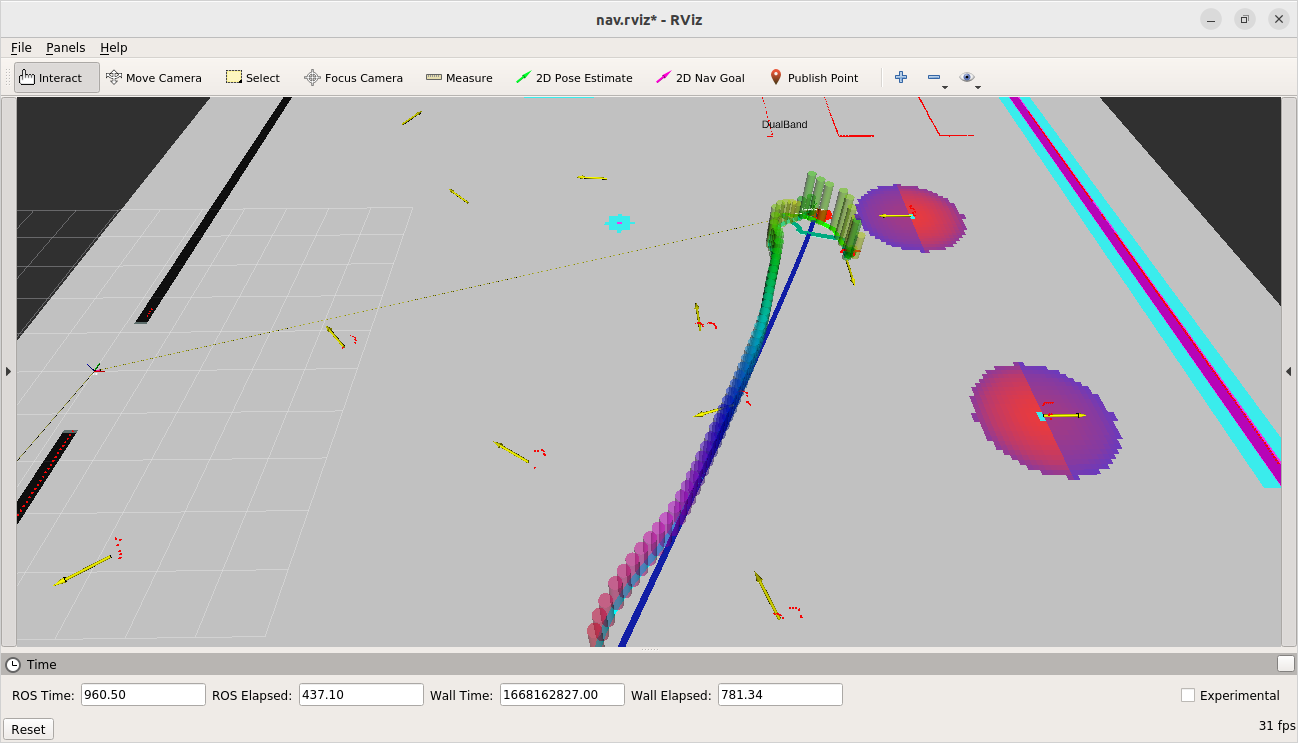 nav.rviz* - RViz
File Panels Help
Interact Move Camera Select Focus Camera Measure 2D Pose Estimate 2D Nav Goal Publish Point
DualBand
Time
ROS Time: 960.50 ROS Elapsed: 437.10 Wall Time: 1668162827.00 Wall Elapsed: 781.34 Experimental
Reset 31 fps